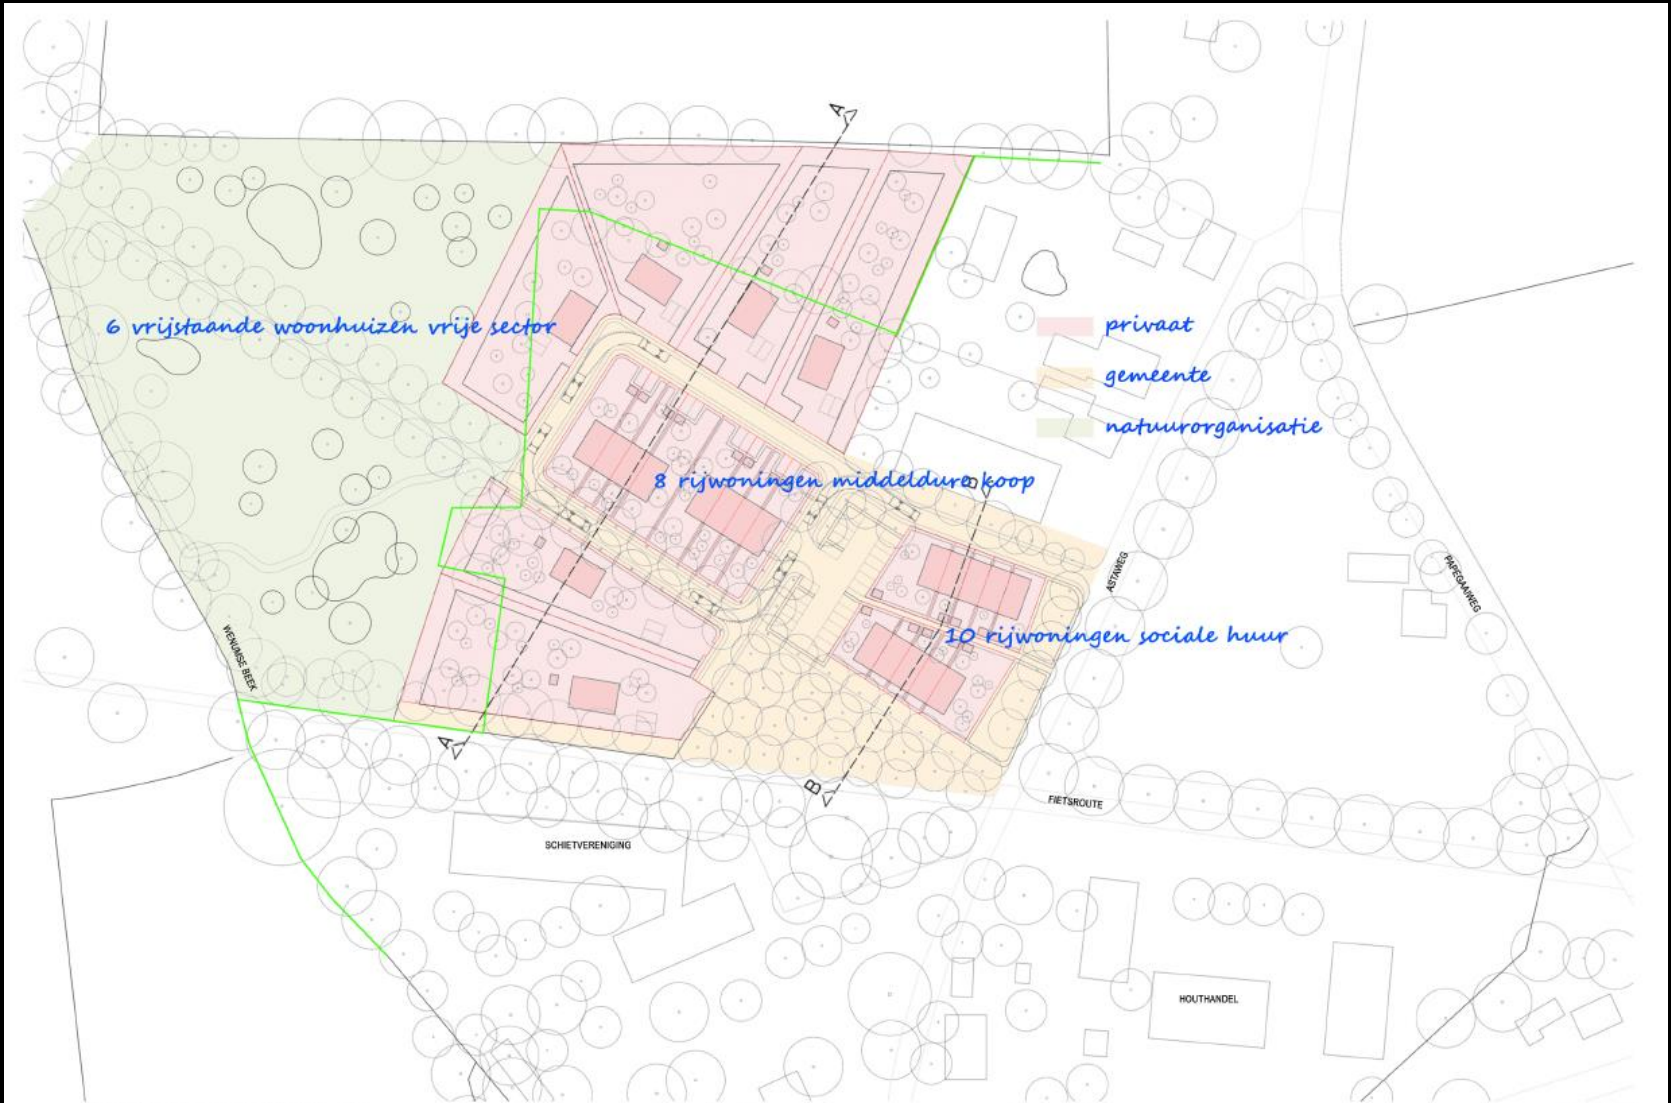 A
6 vrijstaande woonhuizen vrije sector
privaat
gemeente
natuurorganisatie
8 rijwoningen middeldure koop
B
ASTAWEG
PAPEGAAIWEG
10 rijwoningen sociale huur
WENUMSE BEEK
A
B
FIETSROUTE
SCHIETVERENIGING
HOUTHANDEL